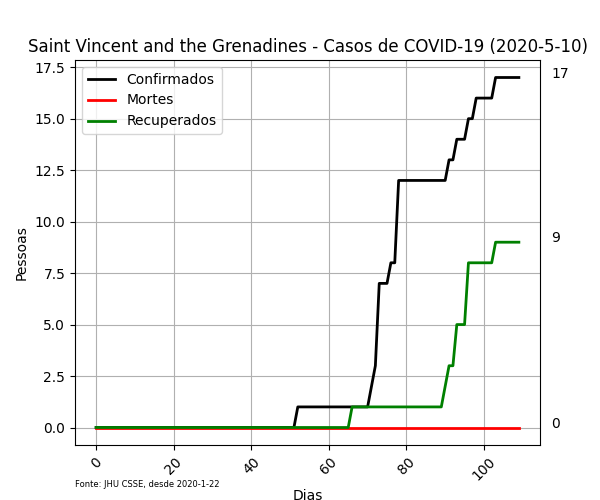 Saint Vincent and the Grenadines - Casos de COVID-19 (2020-5-10)
Confirmados
Mortes
Recuperados
17.5
15.0
12.5
10.0
7.5
5.0
2.5
0.0
Pessoas
17
9
0
0
20
40
60
80
100
Fonte: JHU CSSE, desde 2020-1-22
Dias